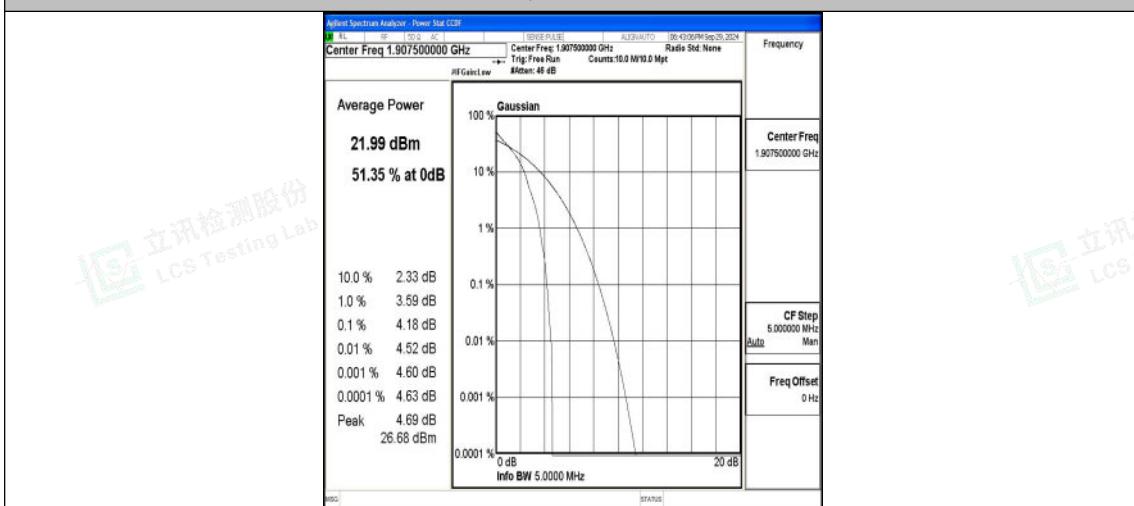 Agilent Spectrum Analyzer - Power Stat CCDF
RL RF 50 Ω AC SENSE:PULSE ALIGNAUTO 06:43:06PM Sep 29, 2024
Center Freq 1.907500000 GHz
Center Freq: 1.907500000 GHz Radio Std: None
Trig: Free Run Counts:10.0 M/10.0 Mpt
#IFGain:Low #Atten: 46 dB
Frequency
Average Power
21.99 dBm
51.35 % at 0dB
10.0 % 2.33 dB
1.0 % 3.59 dB
0.1 % 4.18 dB
0.01 % 4.52 dB
0.001 % 4.60 dB
0.0001 % 4.63 dB
Peak 4.69 dB
26.68 dBm
Gaussian
100 %
10 %
1 %
0.1 %
0.01 %
0.001 %
0.0001 %
0 dB 20 dB
Info BW 5.0000 MHz
Center Freq
1.907500000 GHz
CF Step
5.000000 MHz
Auto Man
Freq Offset
0 Hz
MSG STATUS
立讯检测股份
LCS Testing Lab
立讯
LCS